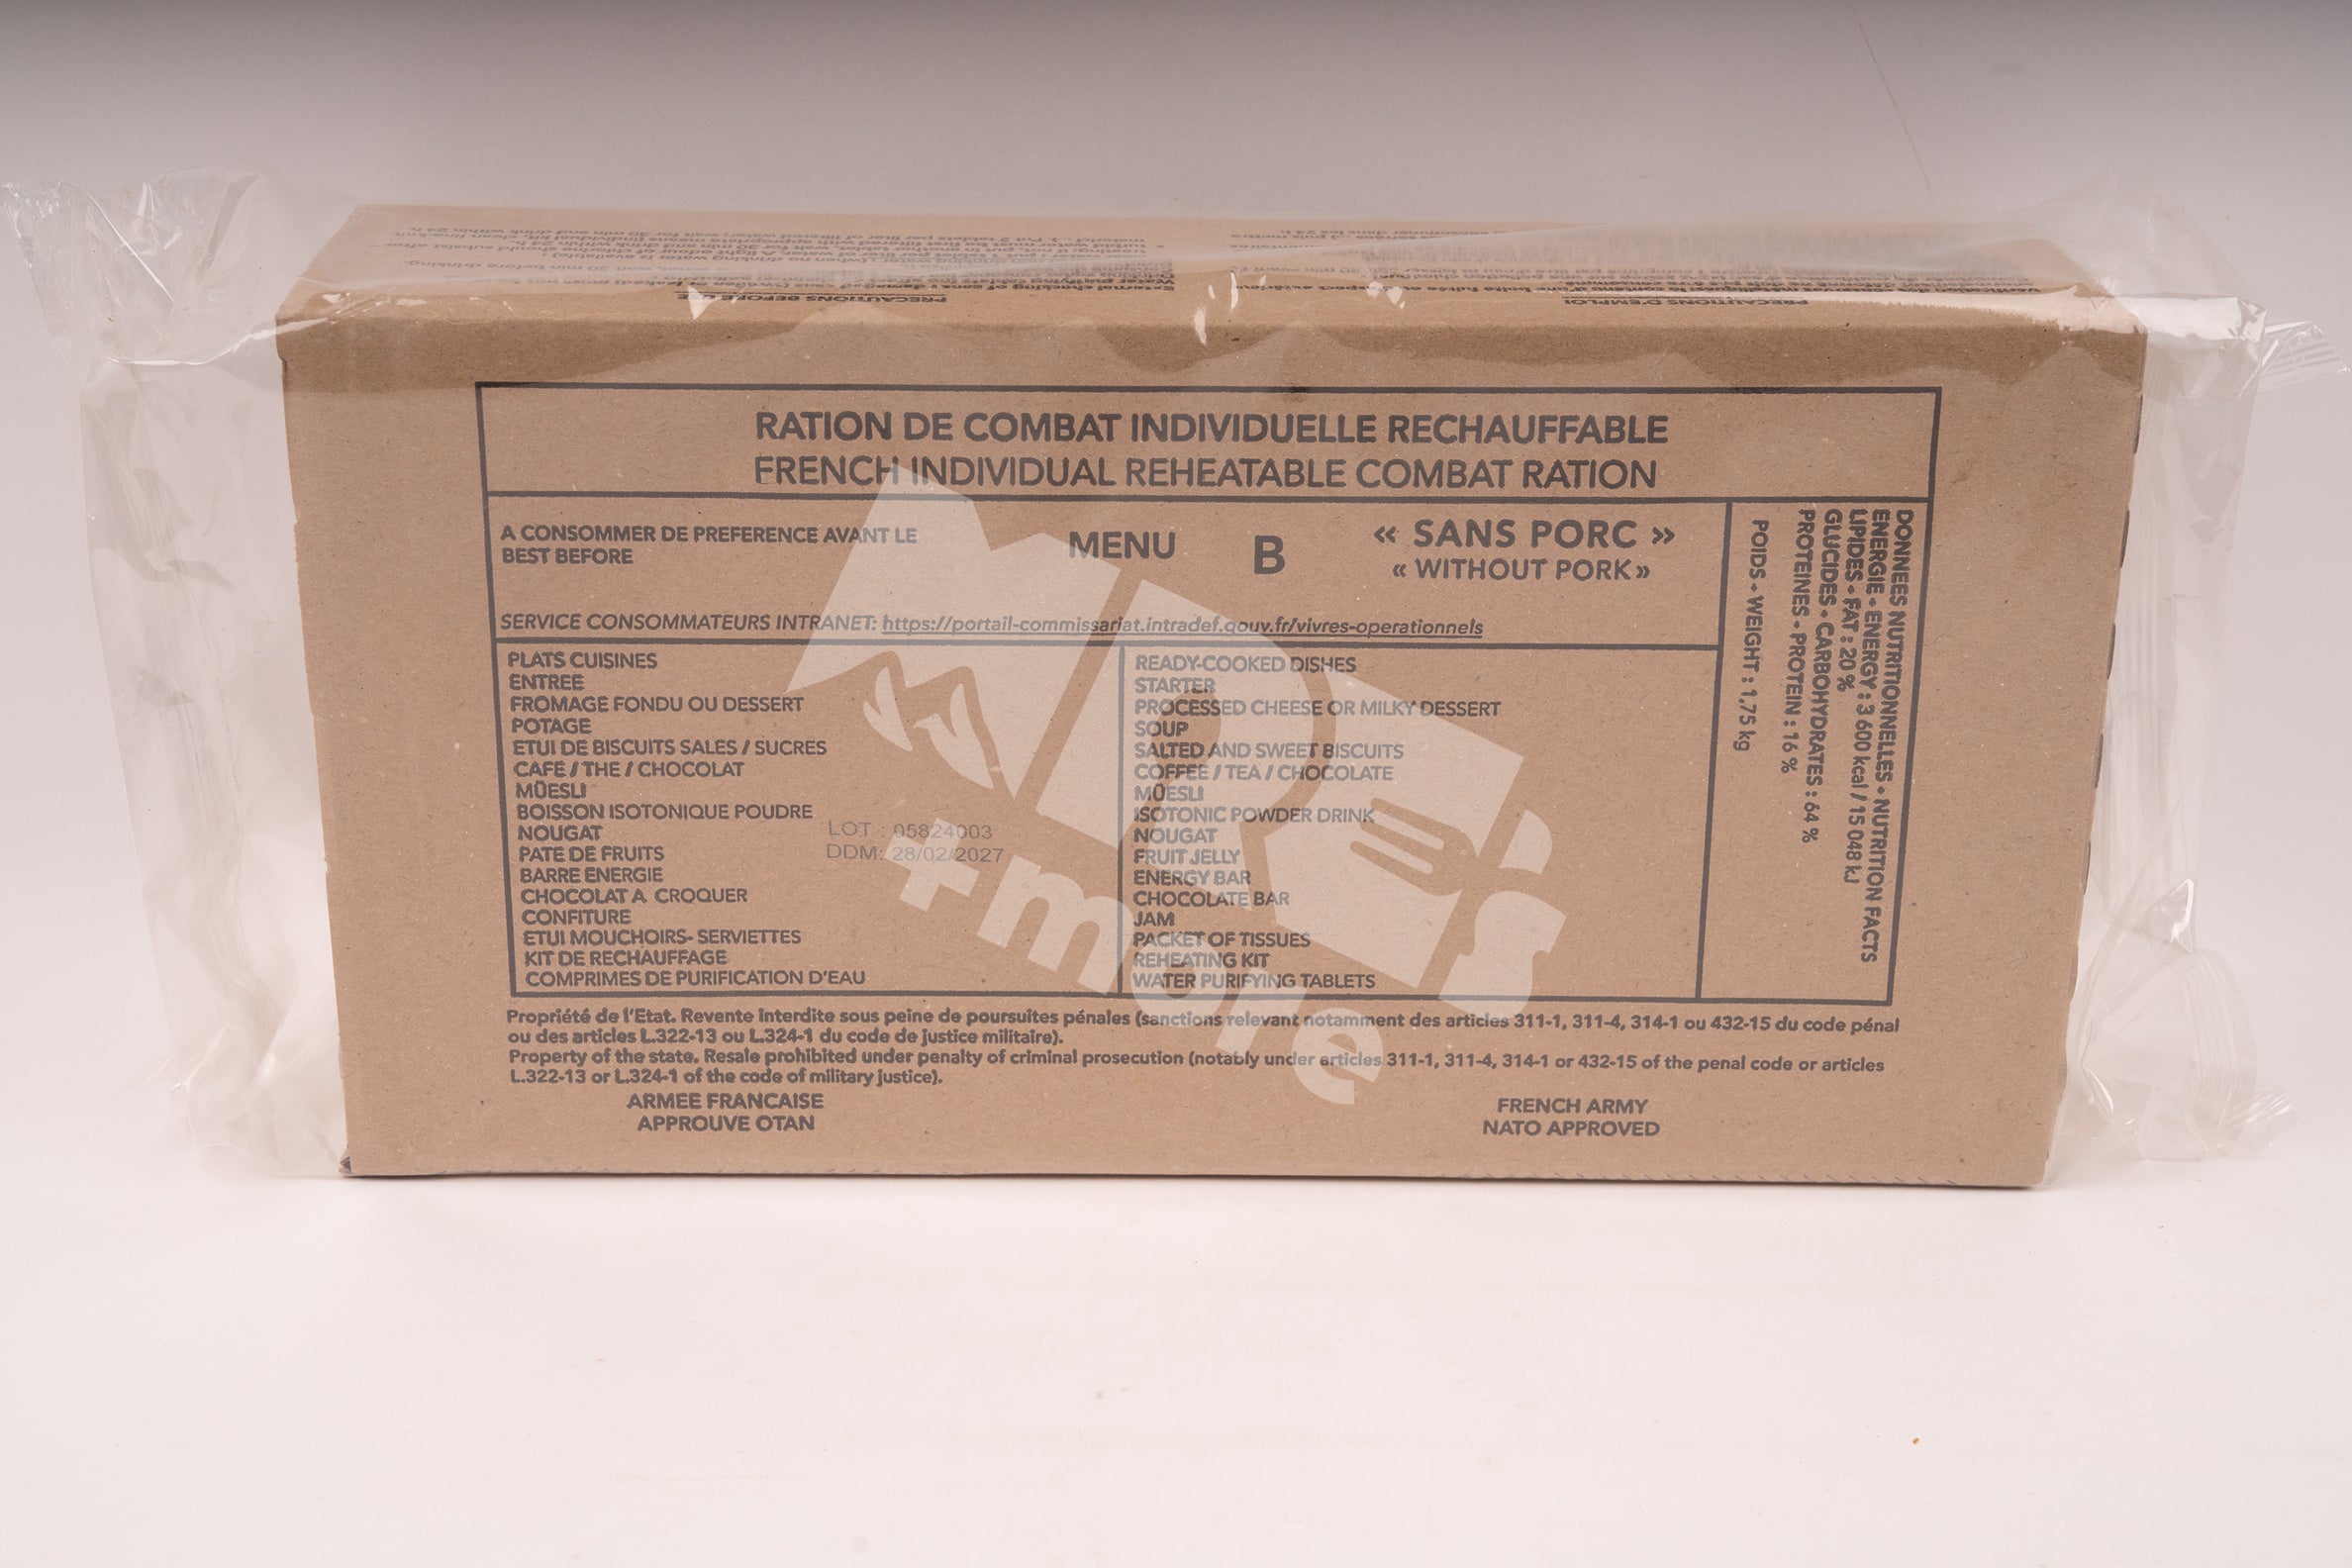 PRECAUTIONS BEFORE USE
PRECAUTIONS D'EMPLOI
RATION DE COMBAT INDIVIDUELLE RECHAUFFABLE
FRENCH INDIVIDUAL REHEATABLE COMBAT RATION
A CONSOMMER DE PREFERENCE AVANT LE
BEST BEFORE
MENU B
« SANS PORC »
« WITHOUT PORK »
SERVICE CONSOMMATEURS INTRANET: https://portail-commissariat.intradef.gouv.fr/vivres-operationnels
PLATS CUISINES
ENTREE
FROMAGE FONDU OU DESSERT
POTAGE
ETUI DE BISCUITS SALES / SUCRES
CAFE / THE / CHOCOLAT
MÜESLI
BOISSON ISOTONIQUE POUDRE
NOUGAT
PATE DE FRUITS
BARRE ENERGIE
CHOCOLAT A CROQUER
CONFITURE
ETUI MOUCHOIRS- SERVIETTES
KIT DE RECHAUFFAGE
COMPRIMES DE PURIFICATION D'EAU
LOT : 05824003
DDM: 28/02/2027
READY-COOKED DISHES
STARTER
PROCESSED CHEESE OR MILKY DESSERT
SOUP
SALTED AND SWEET BISCUITS
COFFEE / TEA / CHOCOLATE
MÜESLI
ISOTONIC POWDER DRINK
NOUGAT
FRUIT JELLY
ENERGY BAR
CHOCOLATE BAR
JAM
PACKET OF TISSUES
REHEATING KIT
WATER PURIFYING TABLETS
DONNEES NUTRITIONNELLES - NUTRITION FACTS
ENERGIE - ENERGY : 3 600 kcal / 15 048 kJ
LIPIDES - FAT : 20 %
GLUCIDES - CARBOHYDRATES : 64 %
PROTEINES - PROTEIN : 16 %
POIDS - WEIGHT : 1,75 kg
Propriété de l'Etat. Revente interdite sous peine de poursuites pénales (sanctions relevant notamment des articles 311-1, 311-4, 314-1 ou 432-15 du code pénal
ou des articles L.322-13 ou L.324-1 du code de justice militaire).
Property of the state. Resale prohibited under penalty of criminal prosecution (notably under articles 311-1, 311-4, 314-1 or 432-15 of the penal code or articles
L.322-13 or L.324-1 of the code of military justice).
ARMEE FRANCAISE
APPROUVE OTAN
FRENCH ARMY
NATO APPROVED
MREs
+more